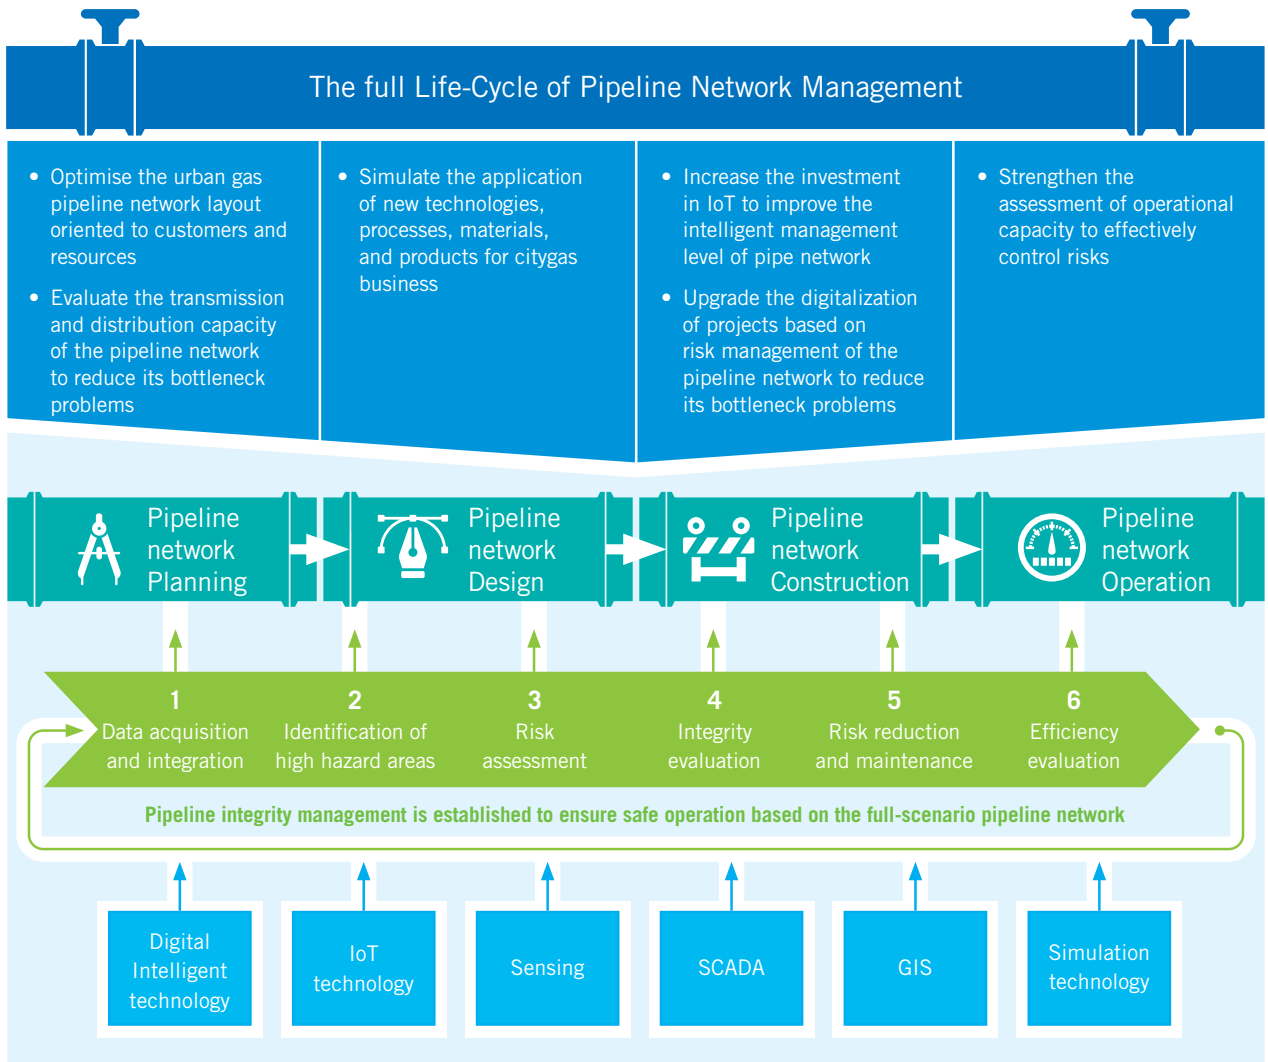 The full Life-Cycle of Pipeline Network Management
• Optimise the urban gas
pipeline network layout
oriented to customers and
resources
• Evaluate the transmission
and distribution capacity
of the pipeline network
to reduce its bottleneck
problems
• Simulate the application
of new technologies,
processes, materials,
and products for citygas
business
• Increase the investment
in IoT to improve the
intelligent management
level of pipe network
• Upgrade the digitalization
of projects based on
risk management of the
pipeline network to reduce
its bottleneck problems
• Strengthen the
assessment of operational
capacity to effectively
control risks
Pipeline
network
Planning
Pipeline
network
Design
Pipeline
network
Construction
Pipeline
network
Operation
1
Data acquisition
and integration
2
Identification of
high hazard areas
3
Risk
assessment
4
Integrity
evaluation
5
Risk reduction
and maintenance
6
Efficiency
evaluation
Pipeline integrity management is established to ensure safe operation based on the full-scenario pipeline network
Digital
Intelligent
technology
IoT
technology
Sensing
SCADA
GIS
Simulation
technology